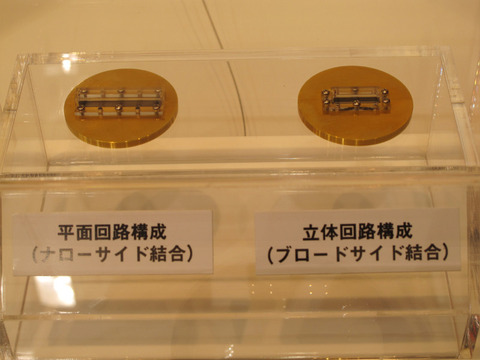 平面回路構成
(ナローサイド結合)
立体回路構成
(ブロードサイド結合)